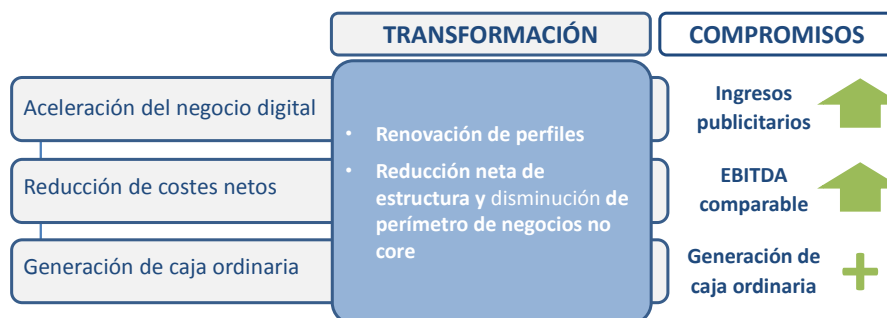 TRANSFORMACIÓN
COMPROMISOS
Aceleración del negocio digital
Reducción de costes netos
Generación de caja ordinaria
• Renovación de perfiles
• Reducción neta de
estructura y disminución de
perímetro de negocios no
core
Ingresos
publicitarios
EBITDA
comparable
Generación de
caja ordinaria